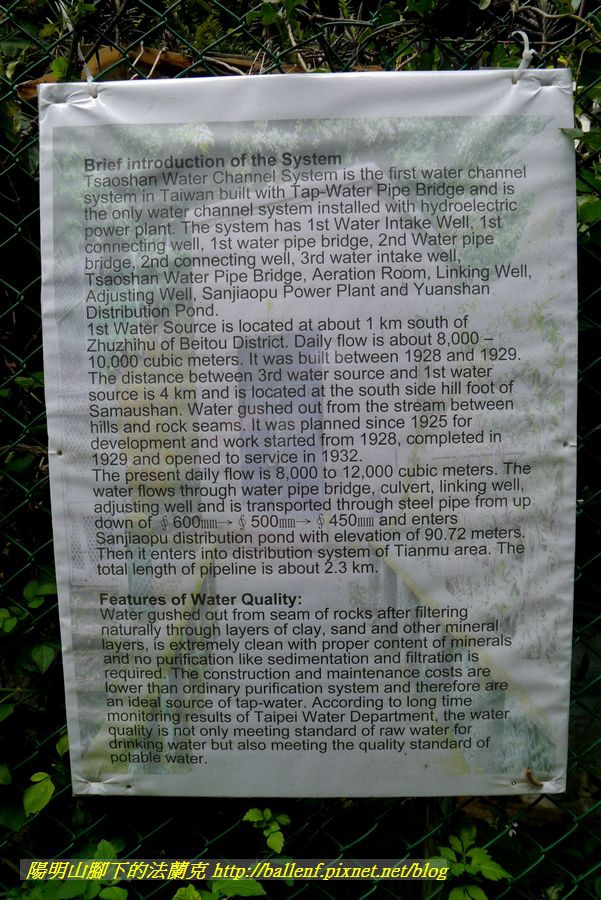 Brief introduction of the System
Tsaoshan Water Channel System is the first water channel
system in Taiwan built with Tap-Water Pipe Bridge and is
the only water channel system installed with hydroelectric
power plant. The system has 1st Water Intake Well, 1st
connecting well, 1st water pipe bridge, 2nd Water pipe
bridge, 2nd connecting well, 3rd water intake well,
Tsaoshan Water Pipe Bridge, Aeration Room, Linking Well,
Adjusting Well, Sanjiaopu Power Plant and Yuanshan
Distribution Pond.
1st Water Source is located at about 1 km south of
Zhuzhihu of Beitou District. Daily flow is about 8,000 –
10,000 cubic meters. It was built between 1928 and 1929.
The distance between 3rd water source and 1st water
source is 4 km and is located at the south side hill foot of
Samaushan. Water gushed out from the stream between
hills and rock seams. It was planned since 1925 for
development and work started from 1928, completed in
1929 and opened to service in 1932.
The present daily flow is 8,000 to 12,000 cubic meters. The
water flows through water pipe bridge, culvert, linking well,
adjusting well and is transported through steel pipe from up
down of ∮600㎜→∮500㎜→∮450㎜ and enters
Sanjiaopu distribution pond with elevation of 90.72 meters.
Then it enters into distribution system of Tianmu area. The
total length of pipeline is about 2.3 km.
Features of Water Quality:
Water gushed out from seam of rocks after filtering
naturally through layers of clay, sand and other mineral
layers, is extremely clean with proper content of minerals
and no purification like sedimentation and filtration is
required. The construction and maintenance costs are
lower than ordinary purification system and therefore are
an ideal source of tap-water. According to long time
monitoring results of Taipei Water Department, the water
quality is not only meeting standard of raw water for
drinking water but also meeting the quality standard of
potable water.
陽明山腳下的法蘭克 http://ballenf.pixnet.net/blog